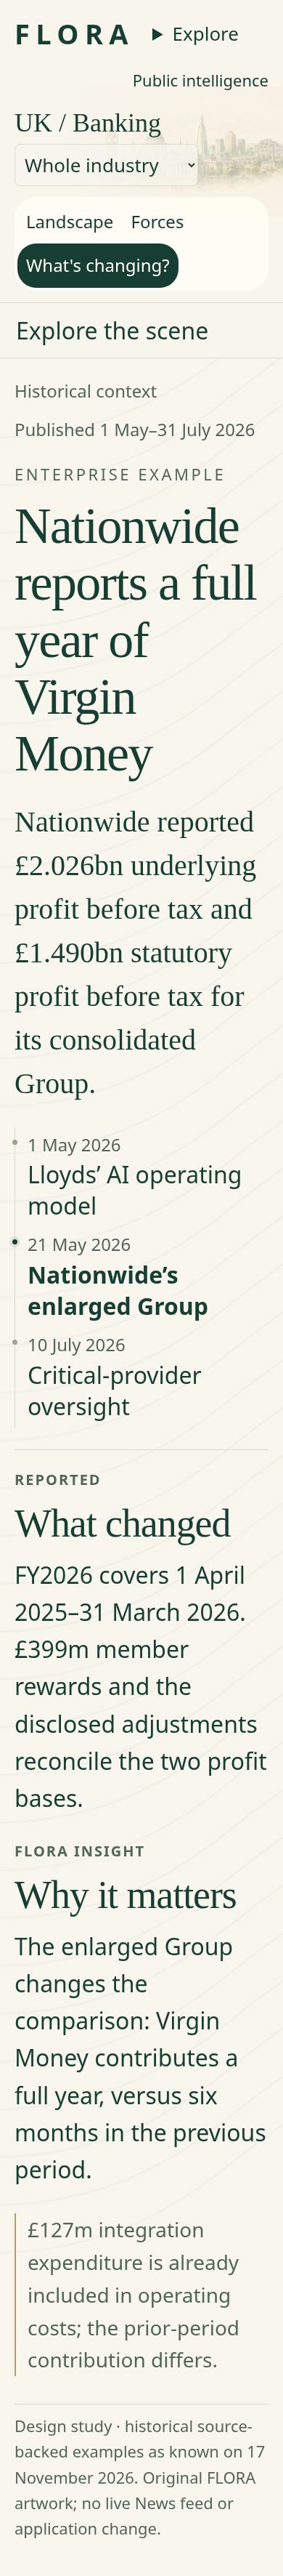 FLORA
▶ Explore
Public intelligence
UK / Banking
Whole industry
Landscape Forces
What's changing?
Explore the scene
Historical context
Published 1 May–31 July 2026
ENTERPRISE EXAMPLE
Nationwide
reports a full
year of
Virgin
Money
Nationwide reported
£2.026bn underlying
profit before tax and
£1.490bn statutory
profit before tax for
its consolidated
Group.
1 May 2026
Lloyds’ AI operating
model
21 May 2026
Nationwide’s
enlarged Group
10 July 2026
Critical-provider
oversight
REPORTED
What changed
FY2026 covers 1 April
2025–31 March 2026.
£399m member
rewards and the
disclosed adjustments
reconcile the two profit
bases.
FLORA INSIGHT
Why it matters
The enlarged Group
changes the
comparison: Virgin
Money contributes a
full year, versus six
months in the previous
period.
£127m integration
expenditure is already
included in operating
costs; the prior-period
contribution differs.
Design study · historical source-
backed examples as known on 17
November 2026. Original FLORA
artwork; no live News feed or
application change.